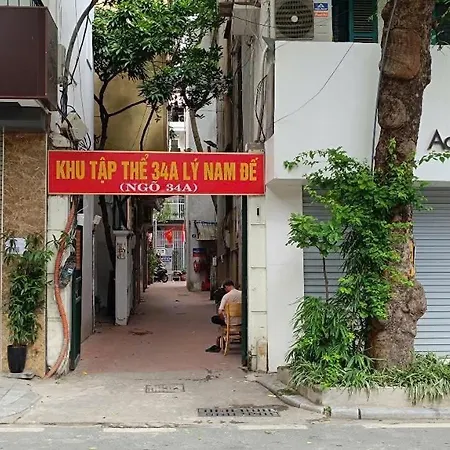 KHU TẬP THỂ 34A LÝ NAM ĐẾ
(NGÕ 34A)